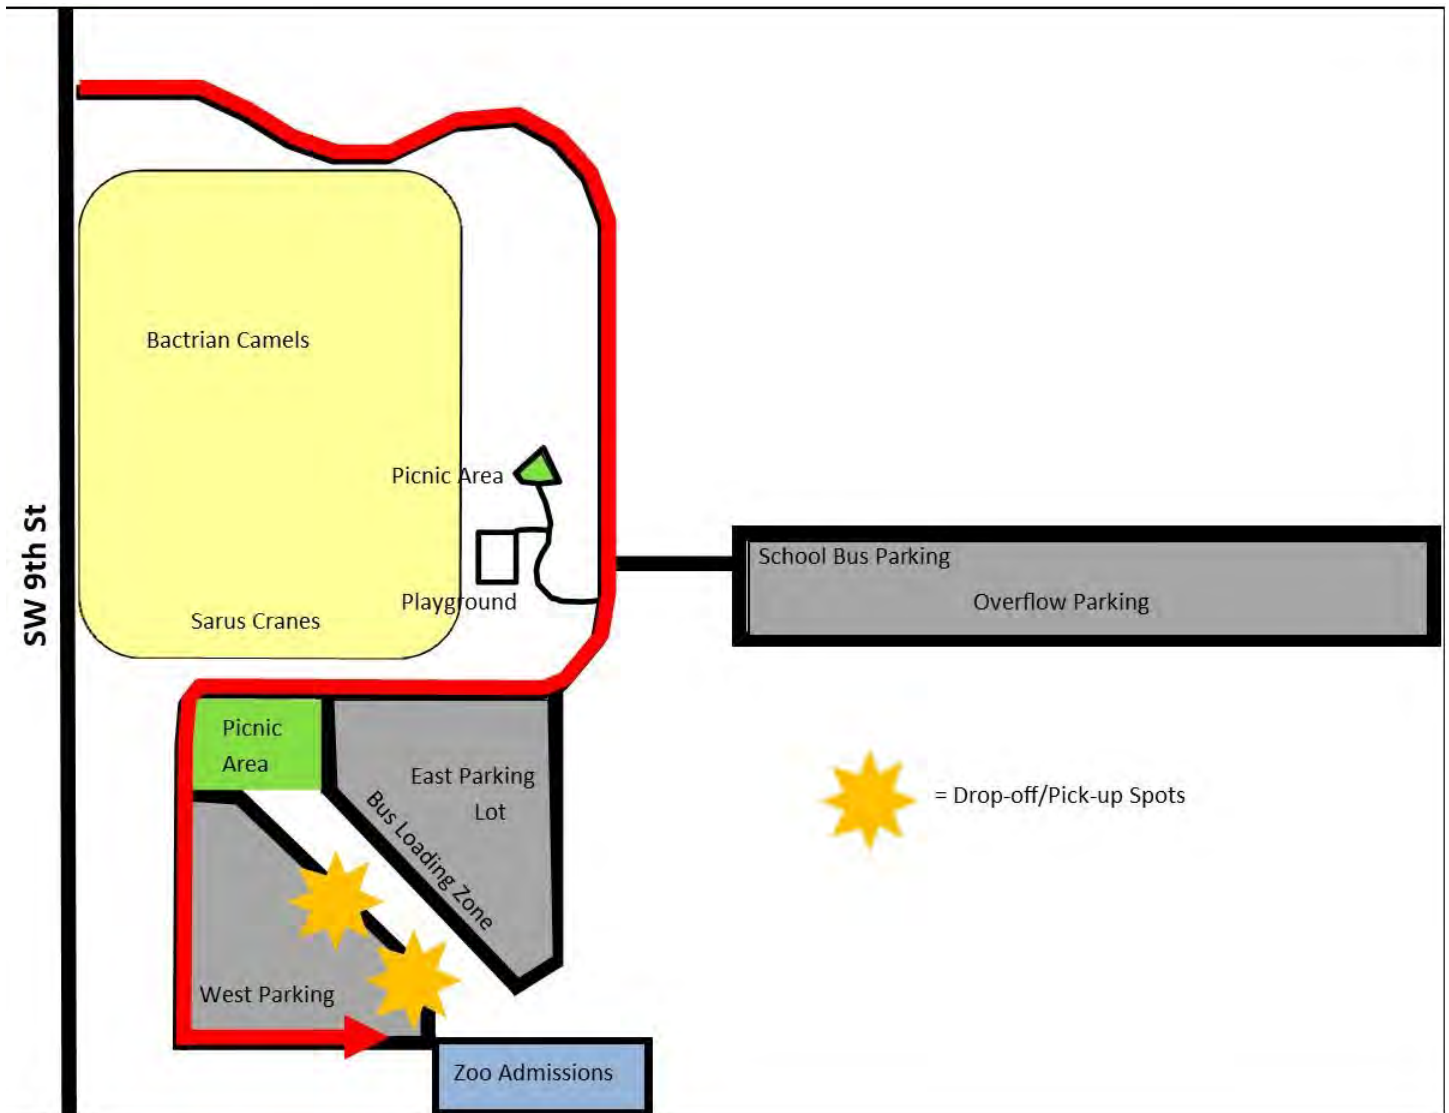 Bactrian Camels
Picnic Area
SW 9th St
School Bus Parking
Overflow Parking
Playground
Sarus Cranes
Picnic
Area
East Parking
Lot
Bus Loading Zone
= Drop-off/Pick-up Spots
West Parking
Zoo Admissions